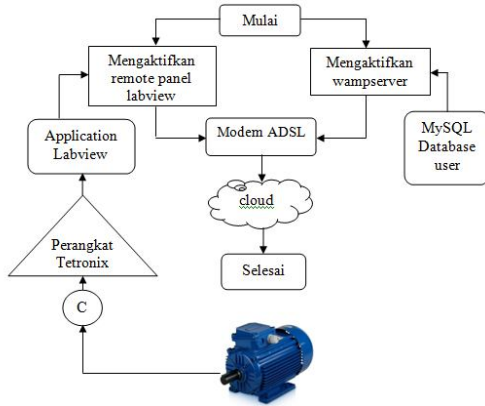 Mulai
Mengaktifkan
remote panel
labview
Mengaktifkan
wampserver
Application
Labview
Modem ADSL
MySQL
Database
user
cloud
Perangkat
Tetronix
Selesai
C